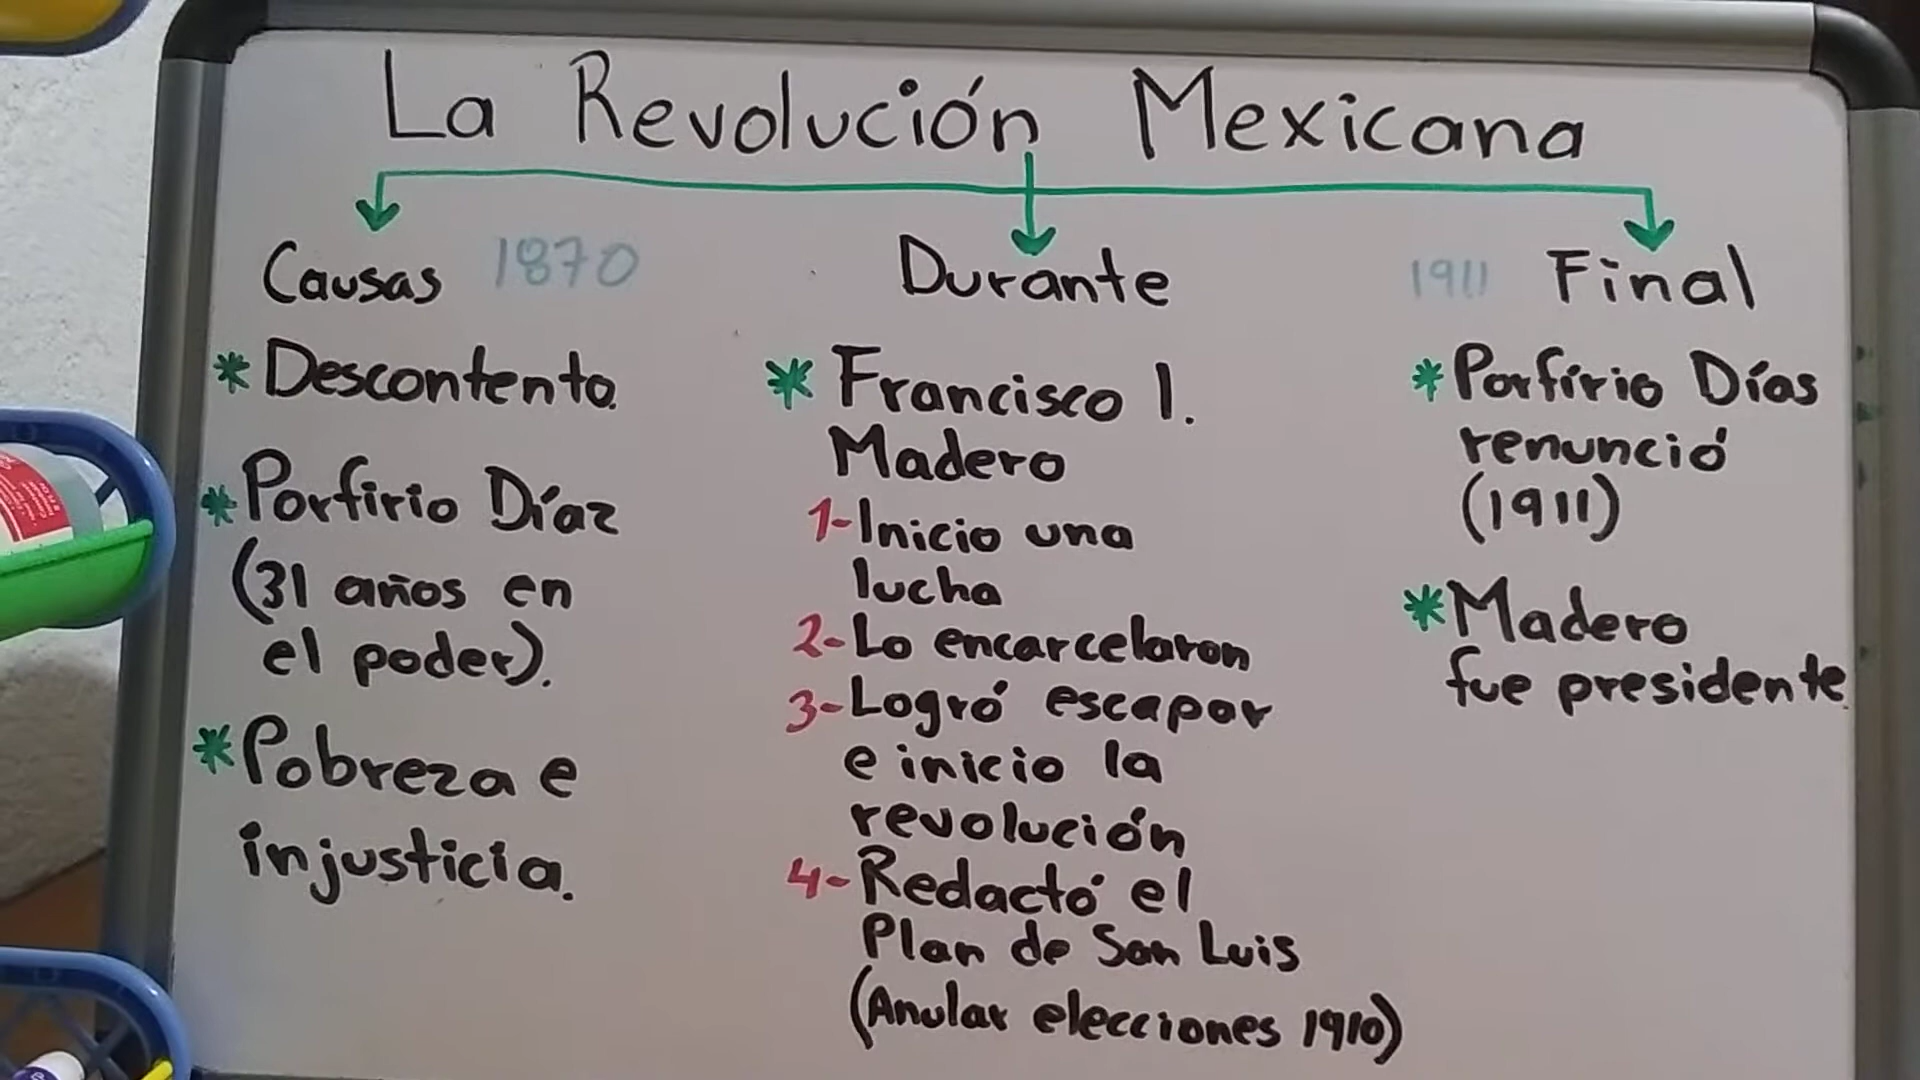 La Revolución Mexicana
Causas 1870
*Descontento.
*Porfirio Díaz
(31 años en
el poder).
*Pobreza e
injusticia.
Durante
*Francisco I.
Madero
1-Inicio una
lucha
2-Lo encarcelaron
3-Logró escapar
e inicio la
revolución
4-Redactó el
Plan de San Luis
(Anular elecciones 1910)
1911 Final
*Porfírio Días
renunció
(1911)
*Madero
fue presidente